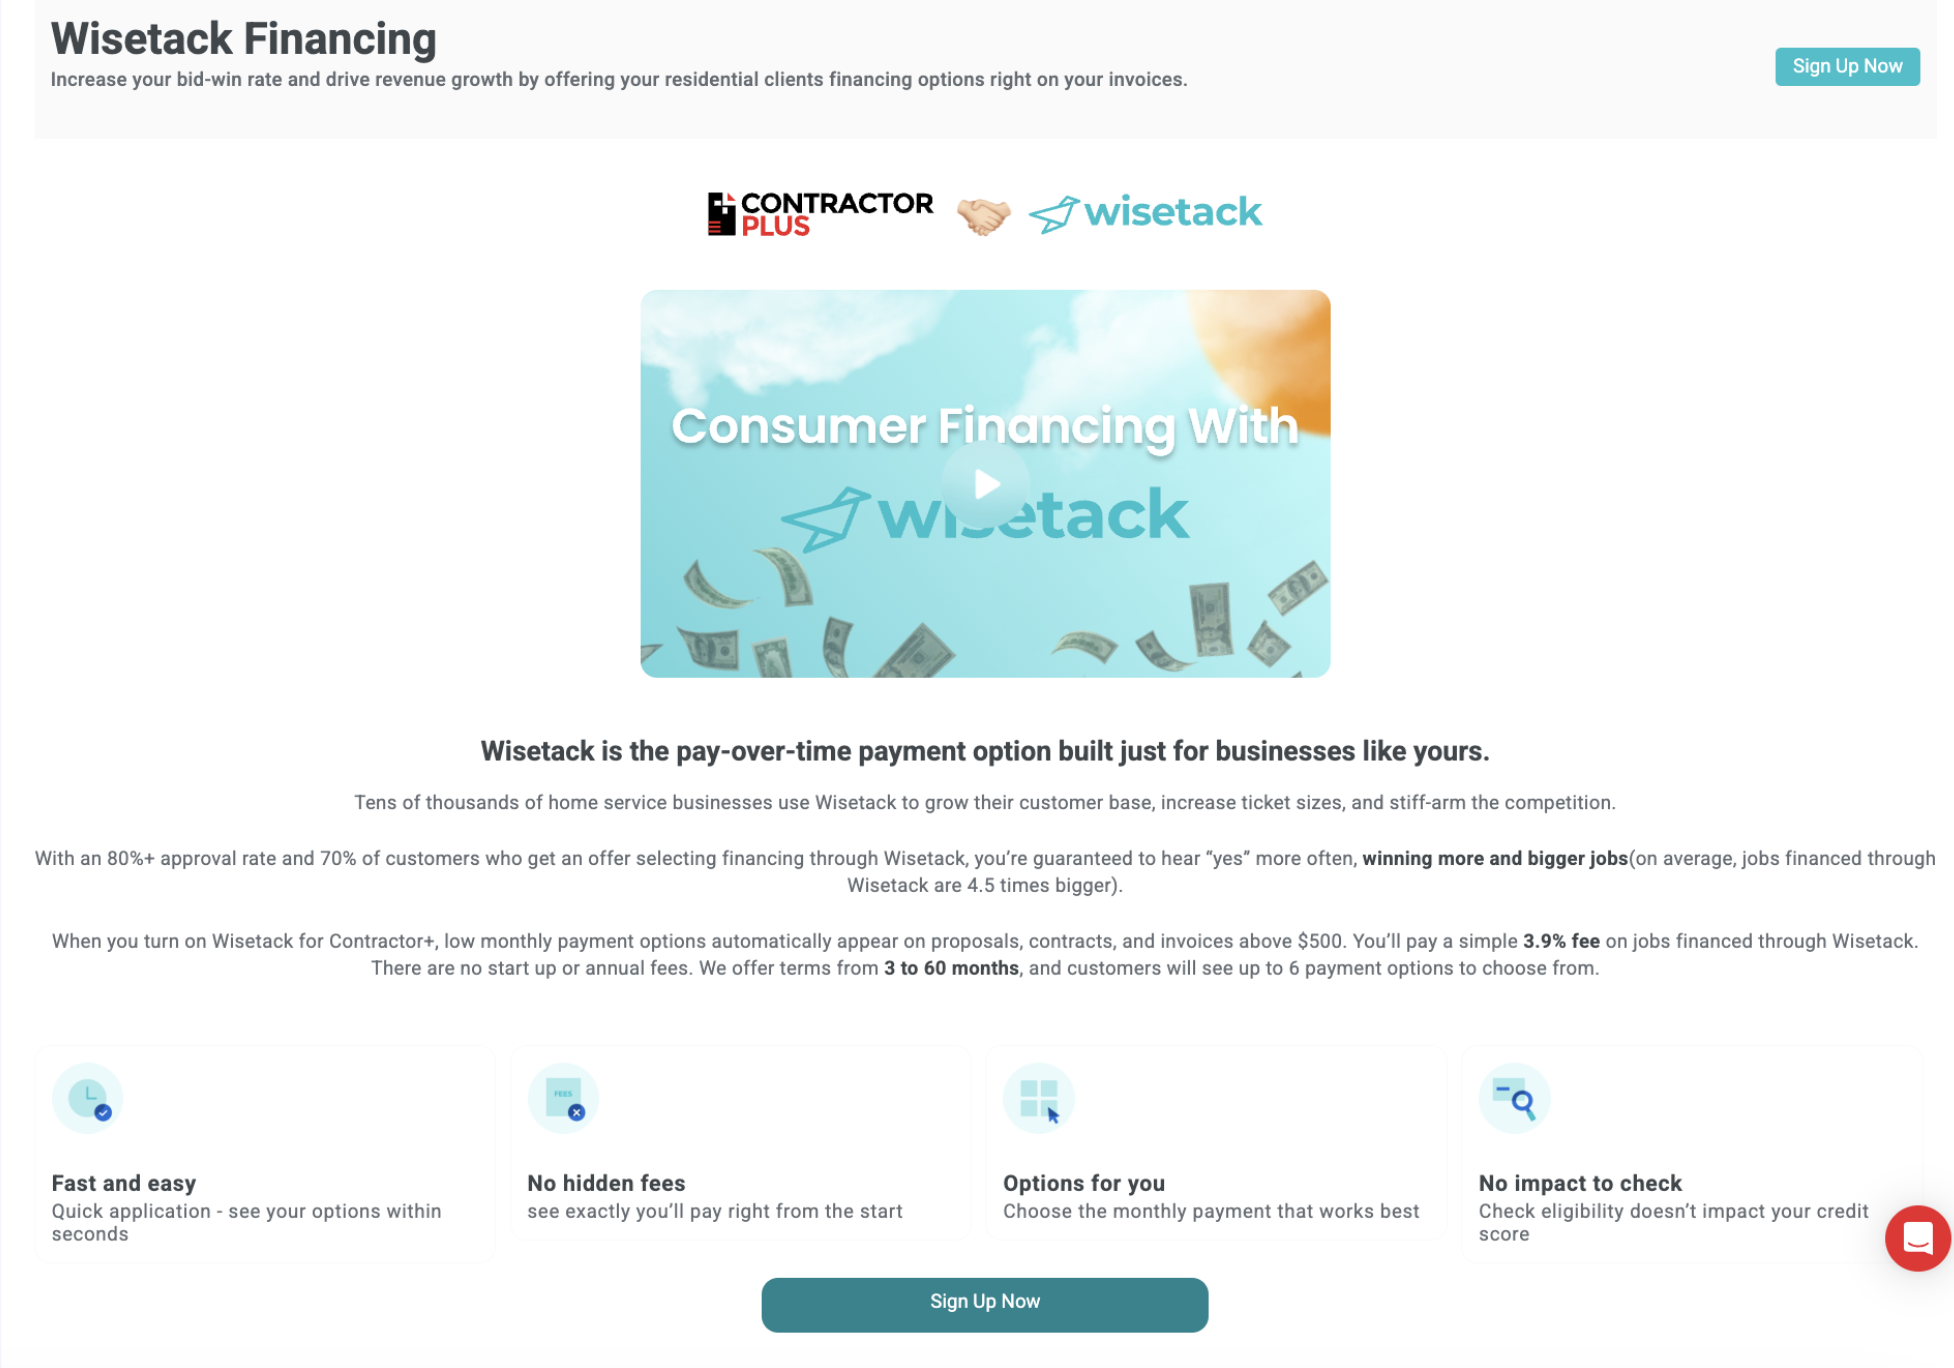 Wisetack Financing
Increase your bid-win rate and drive revenue growth by offering your residential clients financing options right on your invoices.
Sign Up Now
CONTRACTOR
PLUS
wisetack
Consumer Financing With
wisetack
Wisetack is the pay-over-time payment option built just for businesses like yours.
Tens of thousands of home service businesses use Wisetack to grow their customer base, increase ticket sizes, and stiff-arm the competition.
With an 80%+ approval rate and 70% of customers who get an offer selecting financing through Wisetack, you’re guaranteed to hear “yes” more often, winning more and bigger jobs(on average, jobs financed through
Wisetack are 4.5 times bigger).
When you turn on Wisetack for Contractor+, low monthly payment options automatically appear on proposals, contracts, and invoices above $500. You’ll pay a simple 3.9% fee on jobs financed through Wisetack.
There are no start up or annual fees. We offer terms from 3 to 60 months, and customers will see up to 6 payment options to choose from.
FEES
Fast and easy
Quick application - see your options within
seconds
No hidden fees
see exactly you’ll pay right from the start
Options for you
Choose the monthly payment that works best
No impact to check
Check eligibility doesn’t impact your credit
score
Sign Up Now